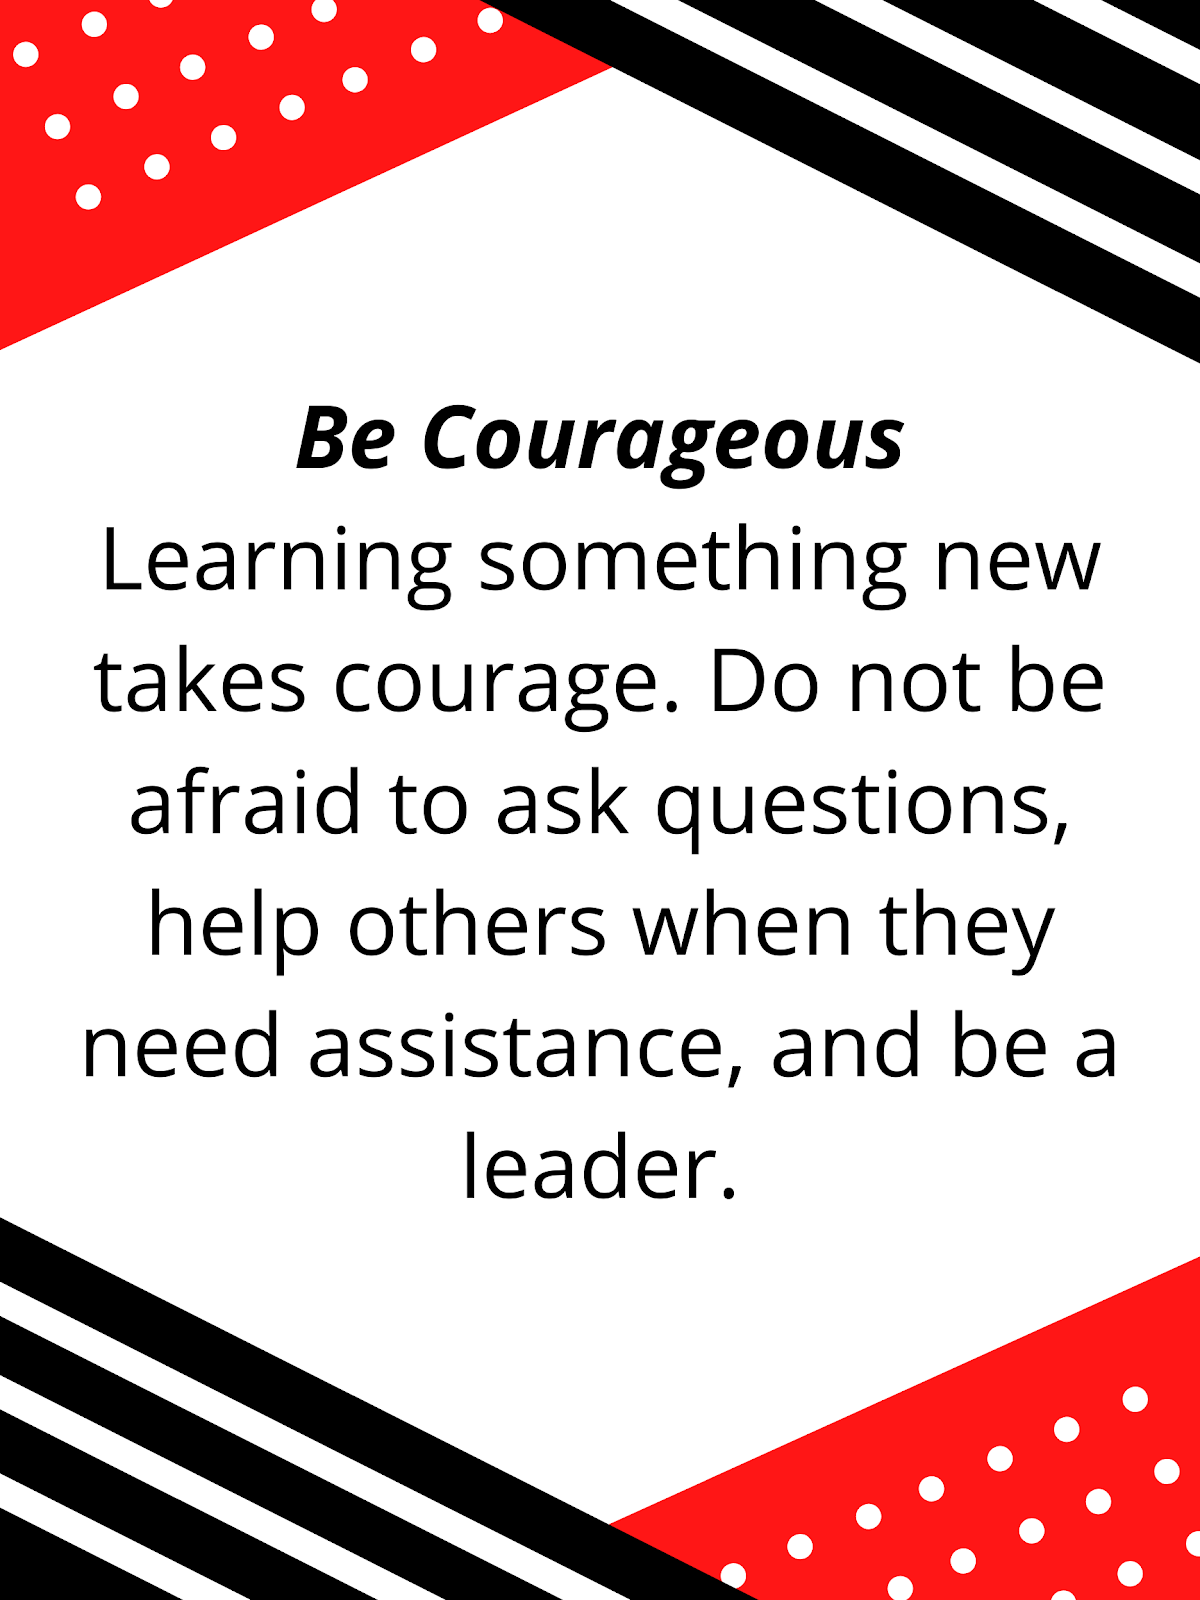 Be Courageous
Learning something new
takes courage. Do not be
afraid to ask questions,
help others when they
need assistance, and be a
leader.